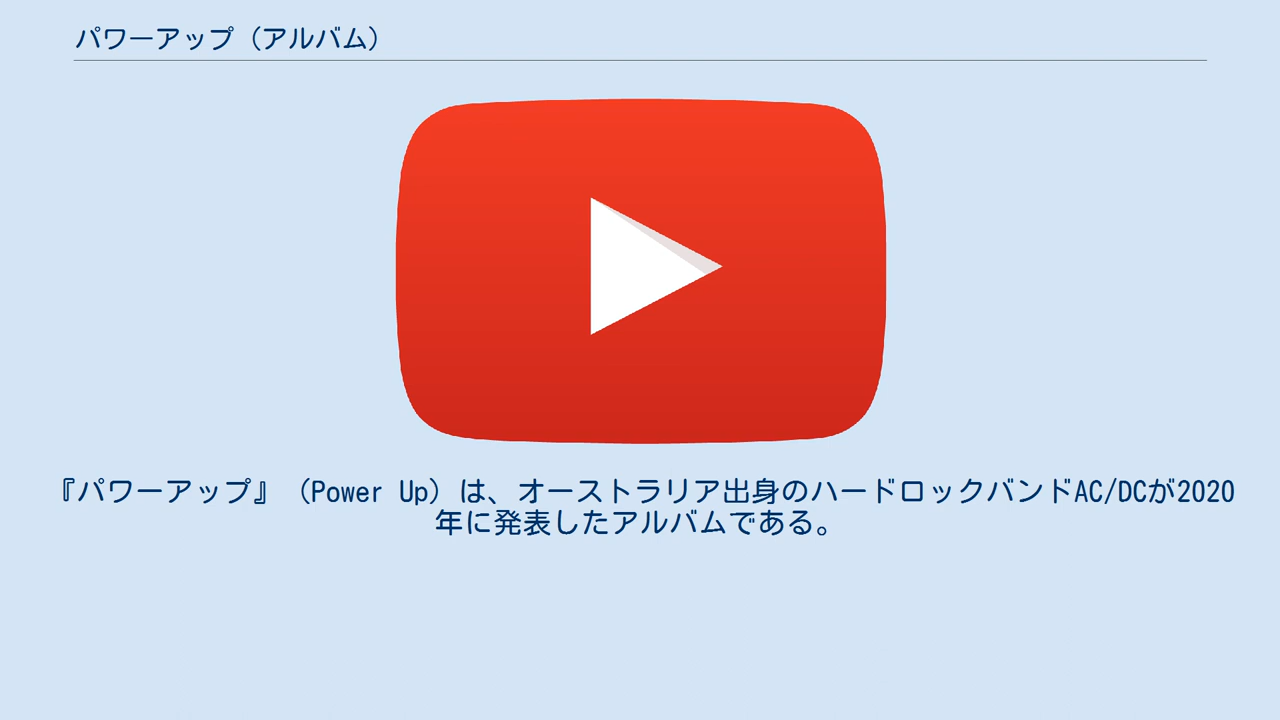 パワーアップ（アルバム）
『パワーアップ』（Power Up）は、オーストラリア出身のハードロックバンドAC/DCが2020
年に発表したアルバムである。